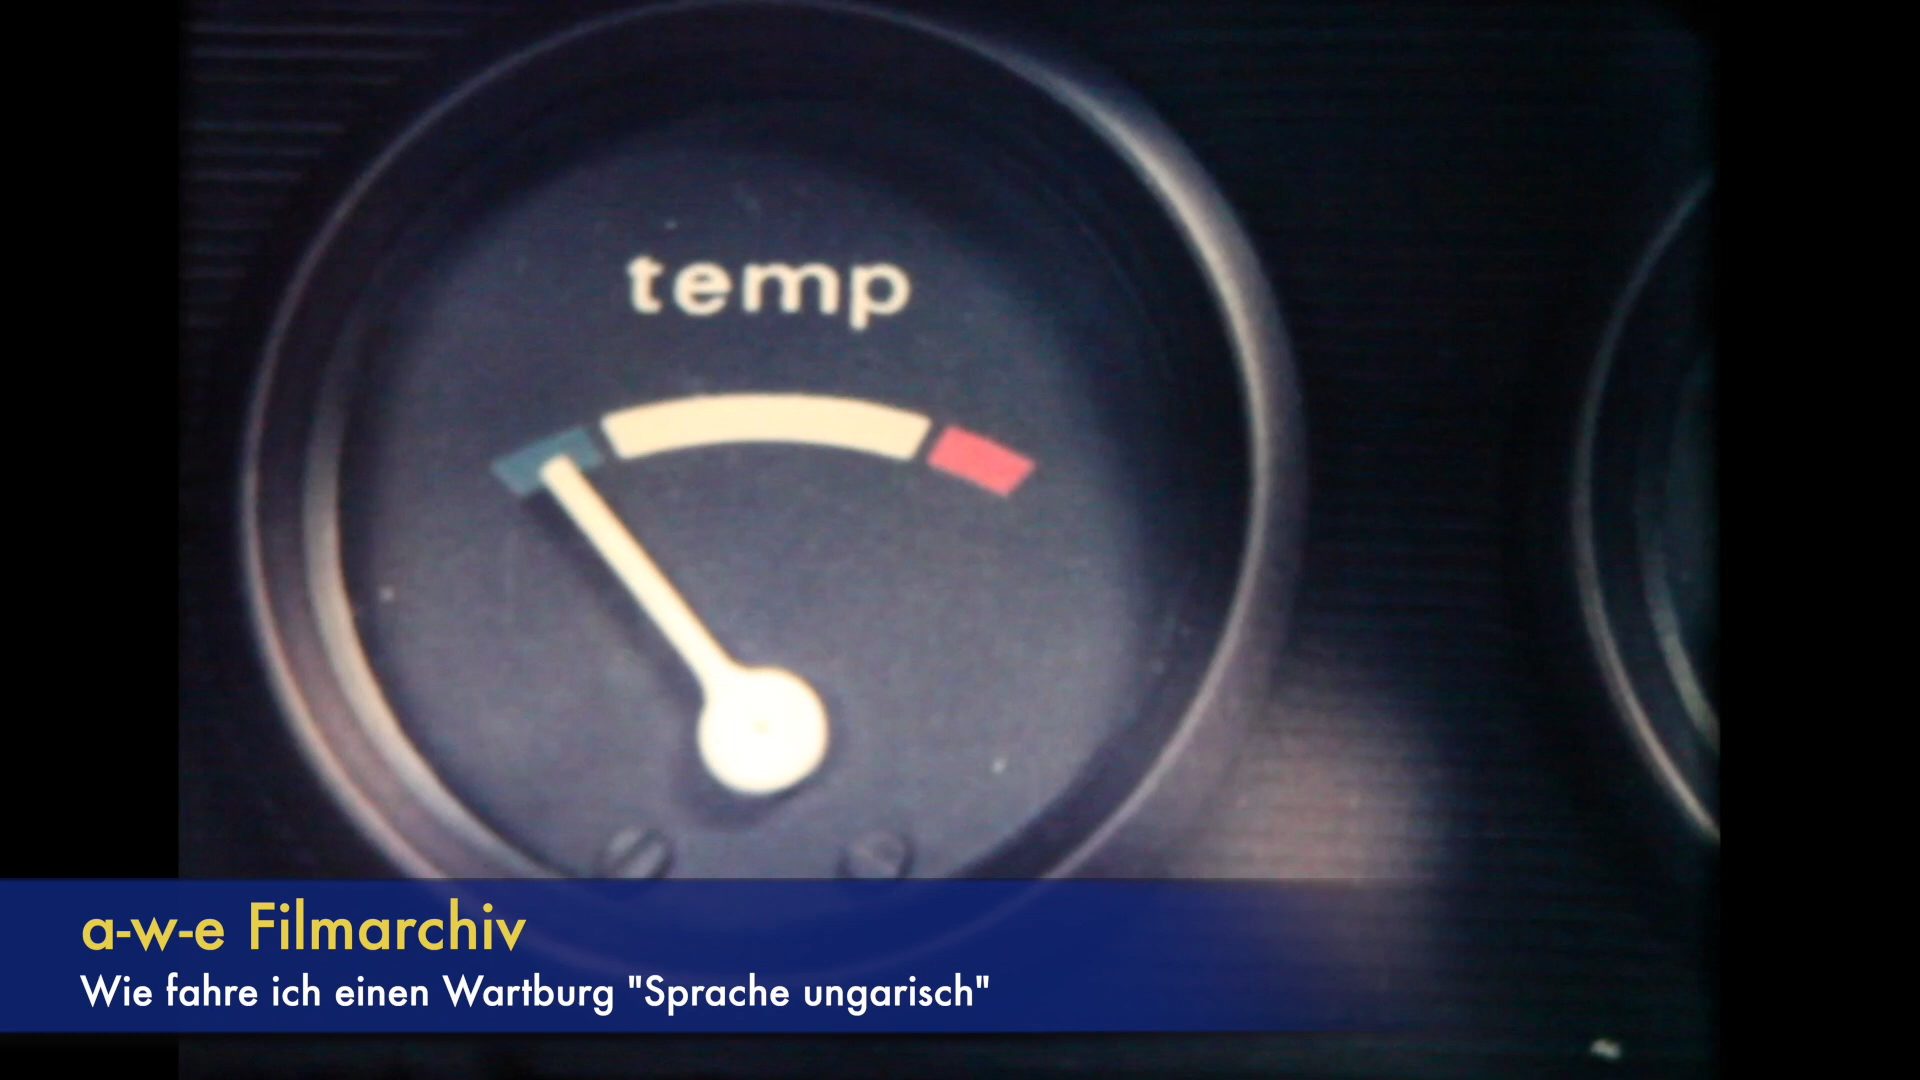 temp
a-w-e Filmarchiv
Wie fahre ich einen Wartburg "Sprache ungarisch"